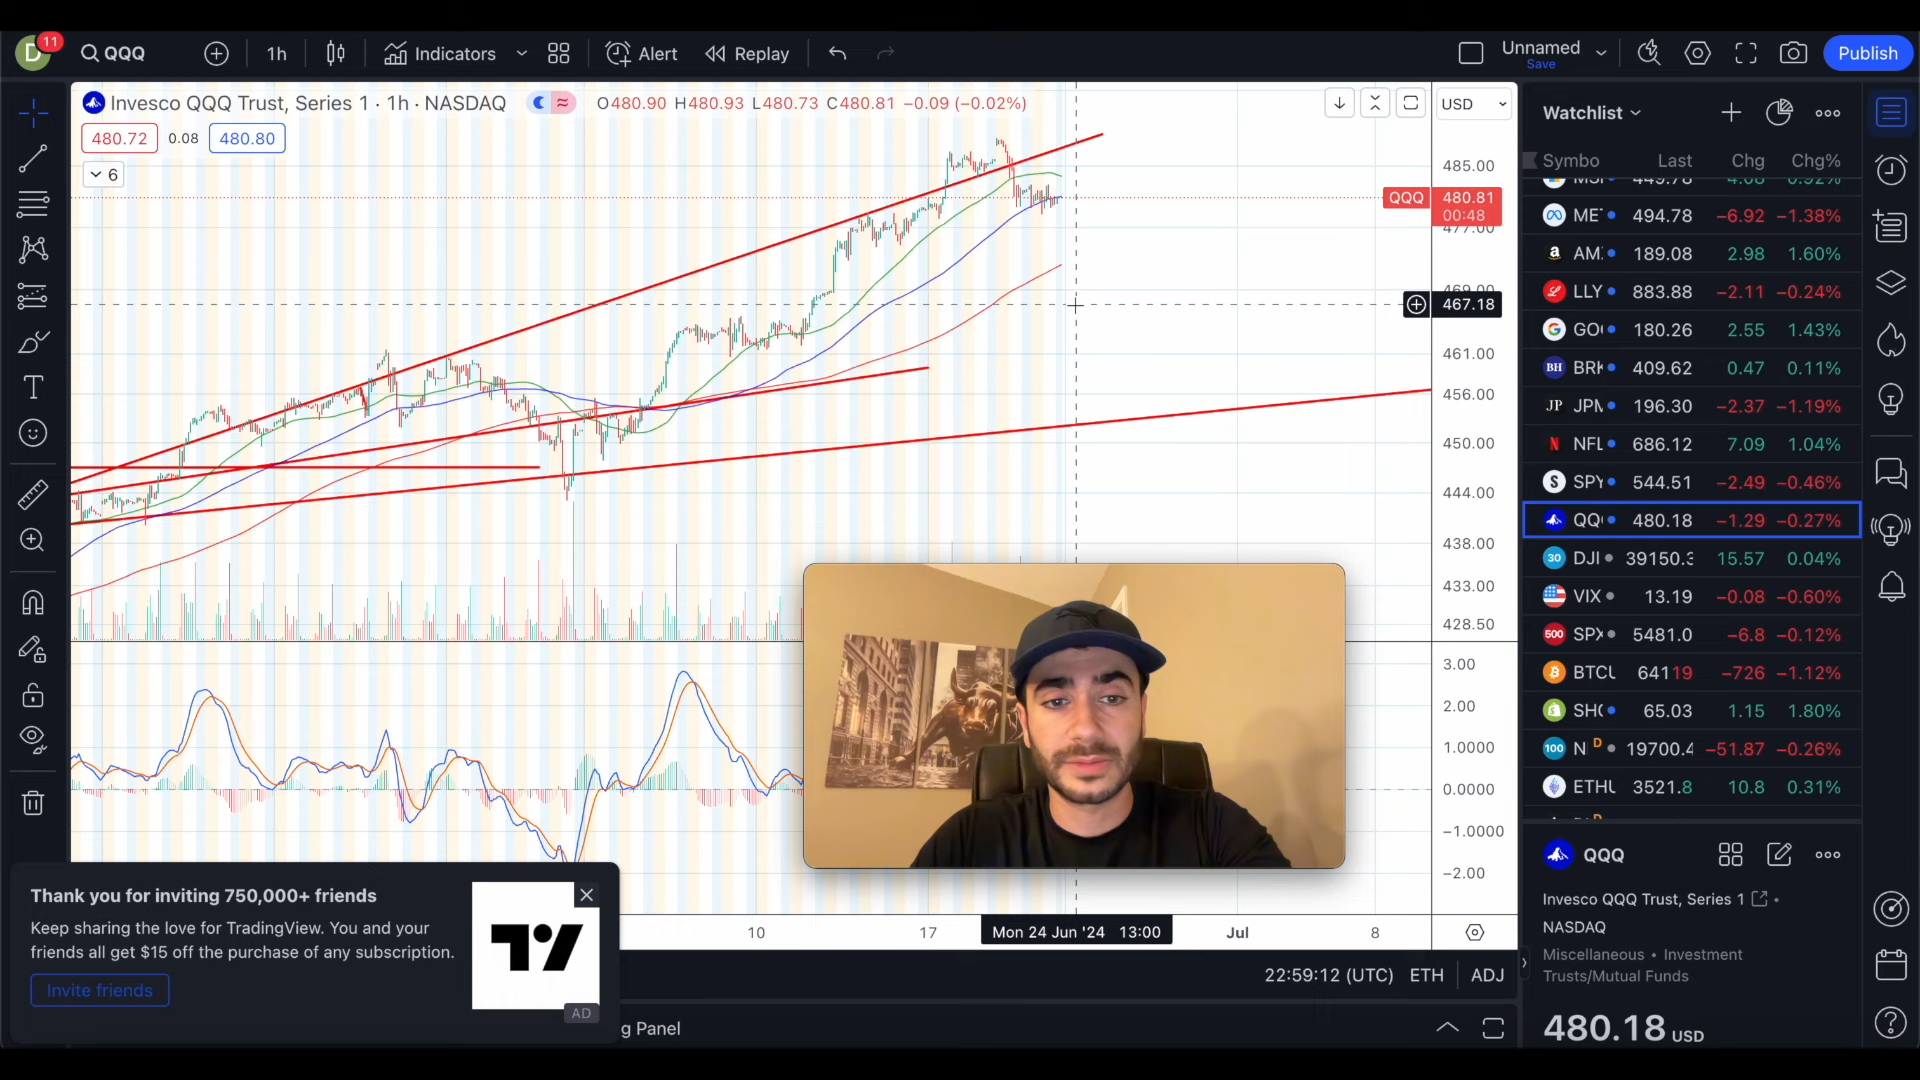 D 11 QQQ 1h Indicators Alert Replay Unnamed Save Publish
Invesco QQQ Trust, Series 1 · 1h · NASDAQ O480.90 H480.93 L480.73 C480.81 −0.09 (−0.02%) USD
480.72 0.08 480.80
6
485.00
QQQ 480.81
00:48
477.00
469.00
467.18
461.00
456.00
450.00
444.00
438.00
433.00
428.50
3.00
2.00
1.0000
0.0000
−1.0000
−2.00
10 17 Mon 24 Jun '24 13:00 Jul 8
22:59:12 (UTC) ETH ADJ
g Panel
Thank you for inviting 750,000+ friends
Keep sharing the love for TradingView. You and your
friends all get $15 off the purchase of any subscription.
Invite friends
AD
Watchlist
Symbo Last Chg Chg%
449.78 4.08 0.92%
ME 494.78 −6.92 −1.38%
AM 189.08 2.98 1.60%
LLY 883.88 −2.11 −0.24%
GO 180.26 2.55 1.43%
BH BRK 409.62 0.47 0.11%
JP JPM 196.30 −2.37 −1.19%
N NFL 686.12 7.09 1.04%
S SPY 544.51 −2.49 −0.46%
QQ 480.18 −1.29 −0.27%
30 DJI 39150.3 15.57 0.04%
VIX 13.19 −0.08 −0.60%
500 SPX 5481.0 −6.8 −0.12%
BTCU 64119 −726 −1.12%
SHO 65.03 1.15 1.80%
100 N D 19700.4 −51.87 −0.26%
ETHU 3521.8 10.8 0.31%
QQQ
Invesco QQQ Trust, Series 1 •
NASDAQ
Miscellaneous • Investment
Trusts/Mutual Funds
480.18 USD